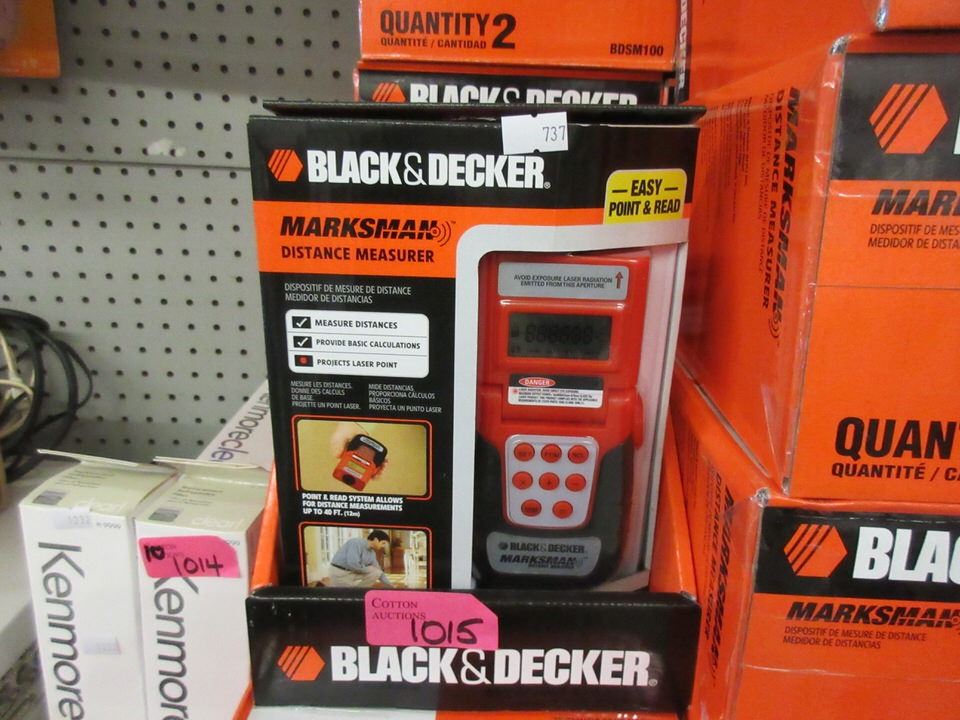 QUANTITY 2
QUANTITÉ / CANTIDAD
BDSM100
BLACK & DECKER
737
BLACK & DECKER
EASY
POINT & READ
MARKSMAN™
DISTANCE MEASURER
DISPOSITIF DE MESURE DE DISTANCE
MEDIDOR DE DISTANCIAS
MEASURE DISTANCES
PROVIDE BASIC CALCULATIONS
PROJECTS LASER POINT
MESURE LES DISTANCES.
DONNE DES CALCULS
DE BASE.
PROJETTE UN POINT LASER.
MIDE DISTANCIAS
PROPORCIONA CÁLCULOS
BÁSICOS
PROYECTA UN PUNTO LASER
POINT & READ SYSTEM ALLOWS
FOR DISTANCE MEASUREMENTS
UP TO 40 FT. (12m)
AVOID EXPOSURE LASER RADIATION
EMITTED FROM THIS APERTURE
DANGER
BLACK & DECKER
MARKSMAN
COTTON
AUCTIONS
1015
BLACK & DECKER
Kenmore
10
1014
Kenmore
MARKSMAN
DISTANCE MEASURER
MAR
DISPOSITIF DE MES
MEDIDOR DE DISTA
QUAN
QUANTITÉ / CA
BLAC
MARKSMAN
DISPOSITIF DE MESURE DE DISTANCE
MEDIDOR DE DISTANCIAS